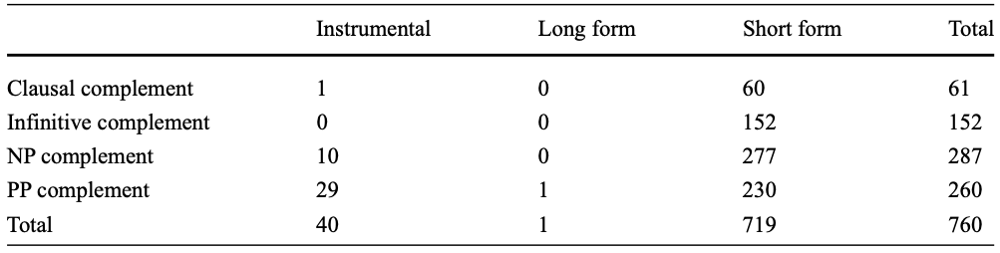 Instrumental Long form Short form Total
Clausal complement 1 0 60 61
Infinitive complement 0 0 152 152
NP complement 10 0 277 287
PP complement 29 1 230 260
Total 40 1 719 760